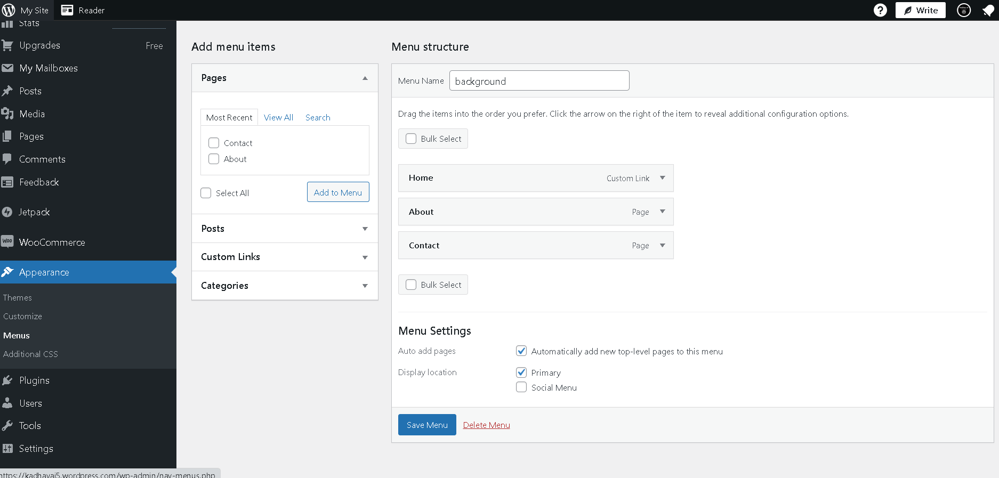 My Site
Reader
Write
Stats
Upgrades Free
My Mailboxes
Posts
Media
Pages
Comments
Feedback
Jetpack
Woo WooCommerce
Appearance
Themes
Customize
Menus
Additional CSS
Plugins
Users
Tools
Settings
https://kadhavai5.wordpress.com/wp-admin/nav-menus.php
Add menu items
Pages
Most Recent View All Search
Contact
About
Select All Add to Menu
Posts
Custom Links
Categories
Menu structure
Menu Name background
Drag the items into the order you prefer. Click the arrow on the right of the item to reveal additional configuration options.
Bulk Select
Home Custom Link
About Page
Contact Page
Bulk Select
Menu Settings
Auto add pages Automatically add new top-level pages to this menu
Display location Primary
Social Menu
Save Menu Delete Menu